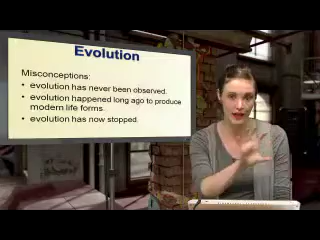 Evolution
Misconceptions:
• evolution has never been observed.
• evolution happened long ago to produce
modern life forms.
• evolution has now stopped.